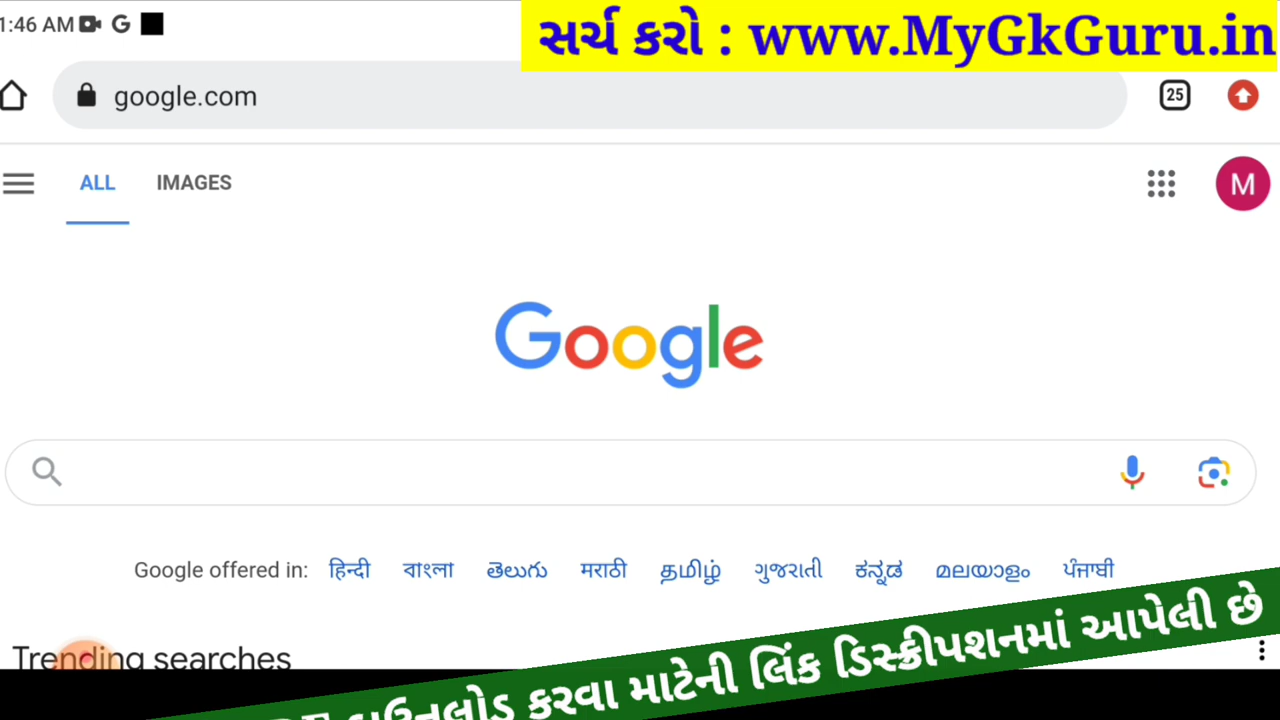 1:46 AM
સર્ચ કરો : www.MyGkGuru.in
google.com
25
ALL IMAGES
M
Google
Google offered in: हिन्दी বাংলা తెలుగు मराठी தமிழ் ગુજરાતી ಕನ್ನಡ മലയാളം ਪੰਜਾਬੀ
Trending searches
કરવા માટેની લિંક ડિસ્ક્રીપશનમાં આપેલી છે